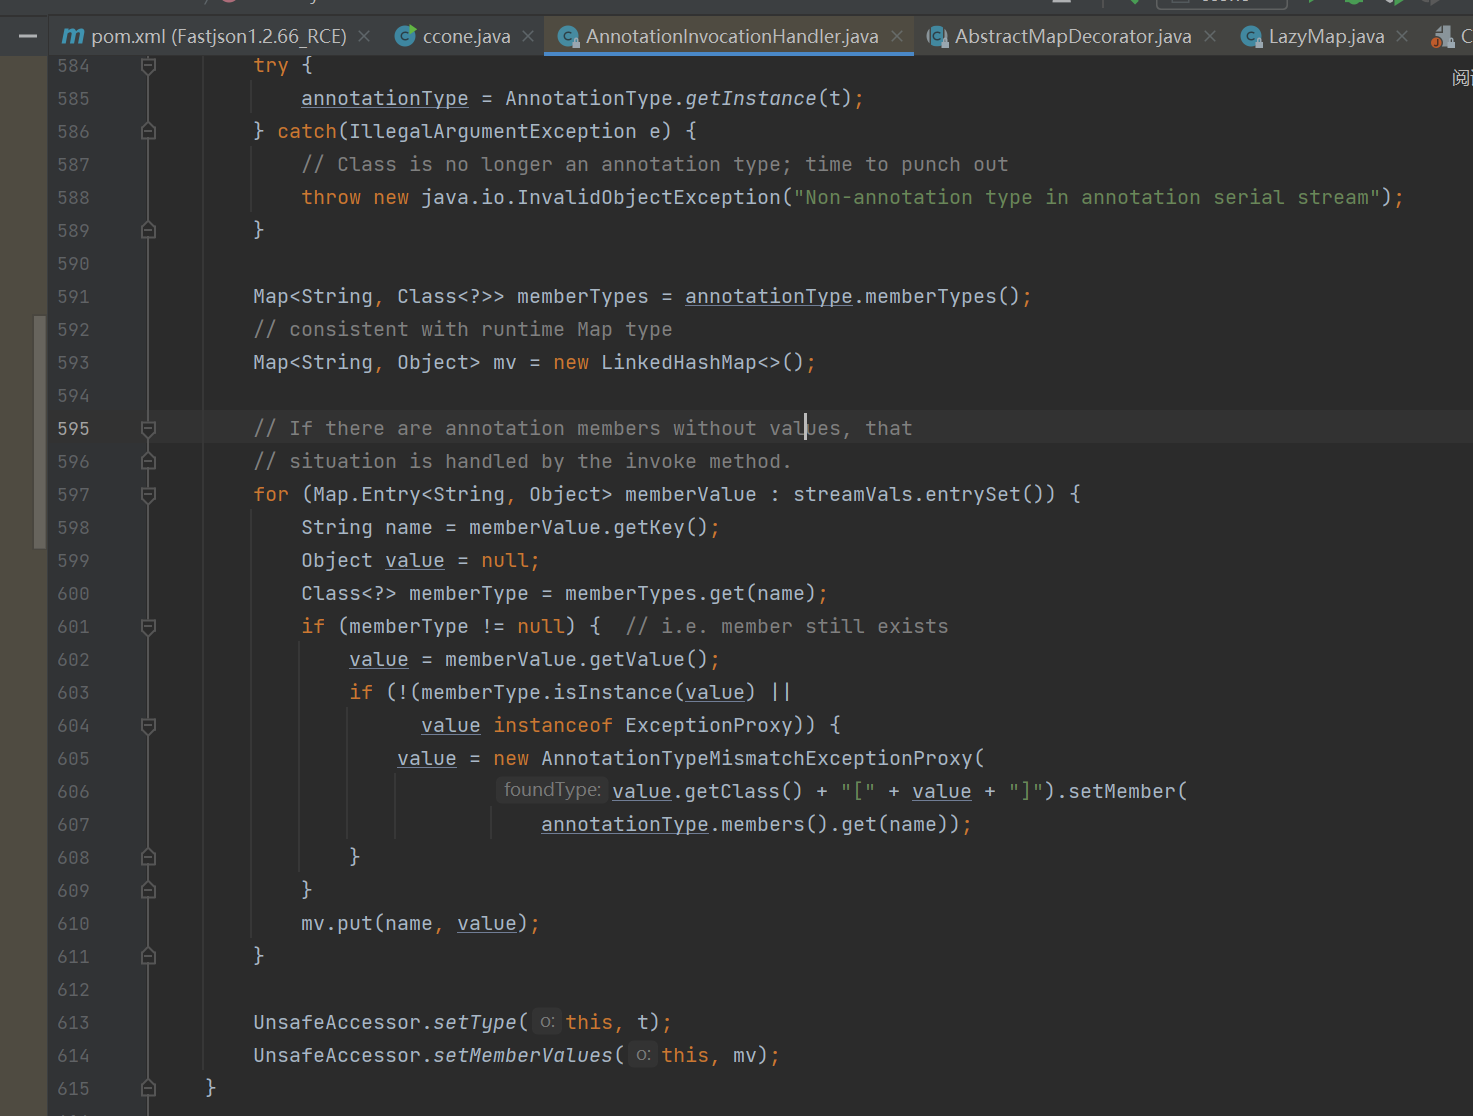 pom.xml (Fastjson1.2.66_RCE) ccone.java AnnotationInvocationHandler.java AbstractMapDecorator.java LazyMap.java C
584 try {
585 annotationType = AnnotationType.getInstance(t);
586 } catch(IllegalArgumentException e) {
587 // Class is no longer an annotation type; time to punch out
588 throw new java.io.InvalidObjectException("Non-annotation type in annotation serial stream");
589 }
590
591 Map<String, Class<?>> memberTypes = annotationType.memberTypes();
592 // consistent with runtime Map type
593 Map<String, Object> mv = new LinkedHashMap<>();
594
595 // If there are annotation members without values, that
596 // situation is handled by the invoke method.
597 for (Map.Entry<String, Object> memberValue : streamVals.entrySet()) {
598 String name = memberValue.getKey();
599 Object value = null;
600 Class<?> memberType = memberTypes.get(name);
601 if (memberType != null) {  // i.e. member still exists
602 value = memberValue.getValue();
603 if (!(memberType.isInstance(value) ||
604 value instanceof ExceptionProxy)) {
605 value = new AnnotationTypeMismatchExceptionProxy(
606 foundType: value.getClass() + "[" + value + "]").setMember(
607 annotationType.members().get(name));
608 }
609 }
610 mv.put(name, value);
611 }
612
613 UnsafeAccessor.setType( o: this, t);
614 UnsafeAccessor.setMemberValues( o: this, mv);
615 }